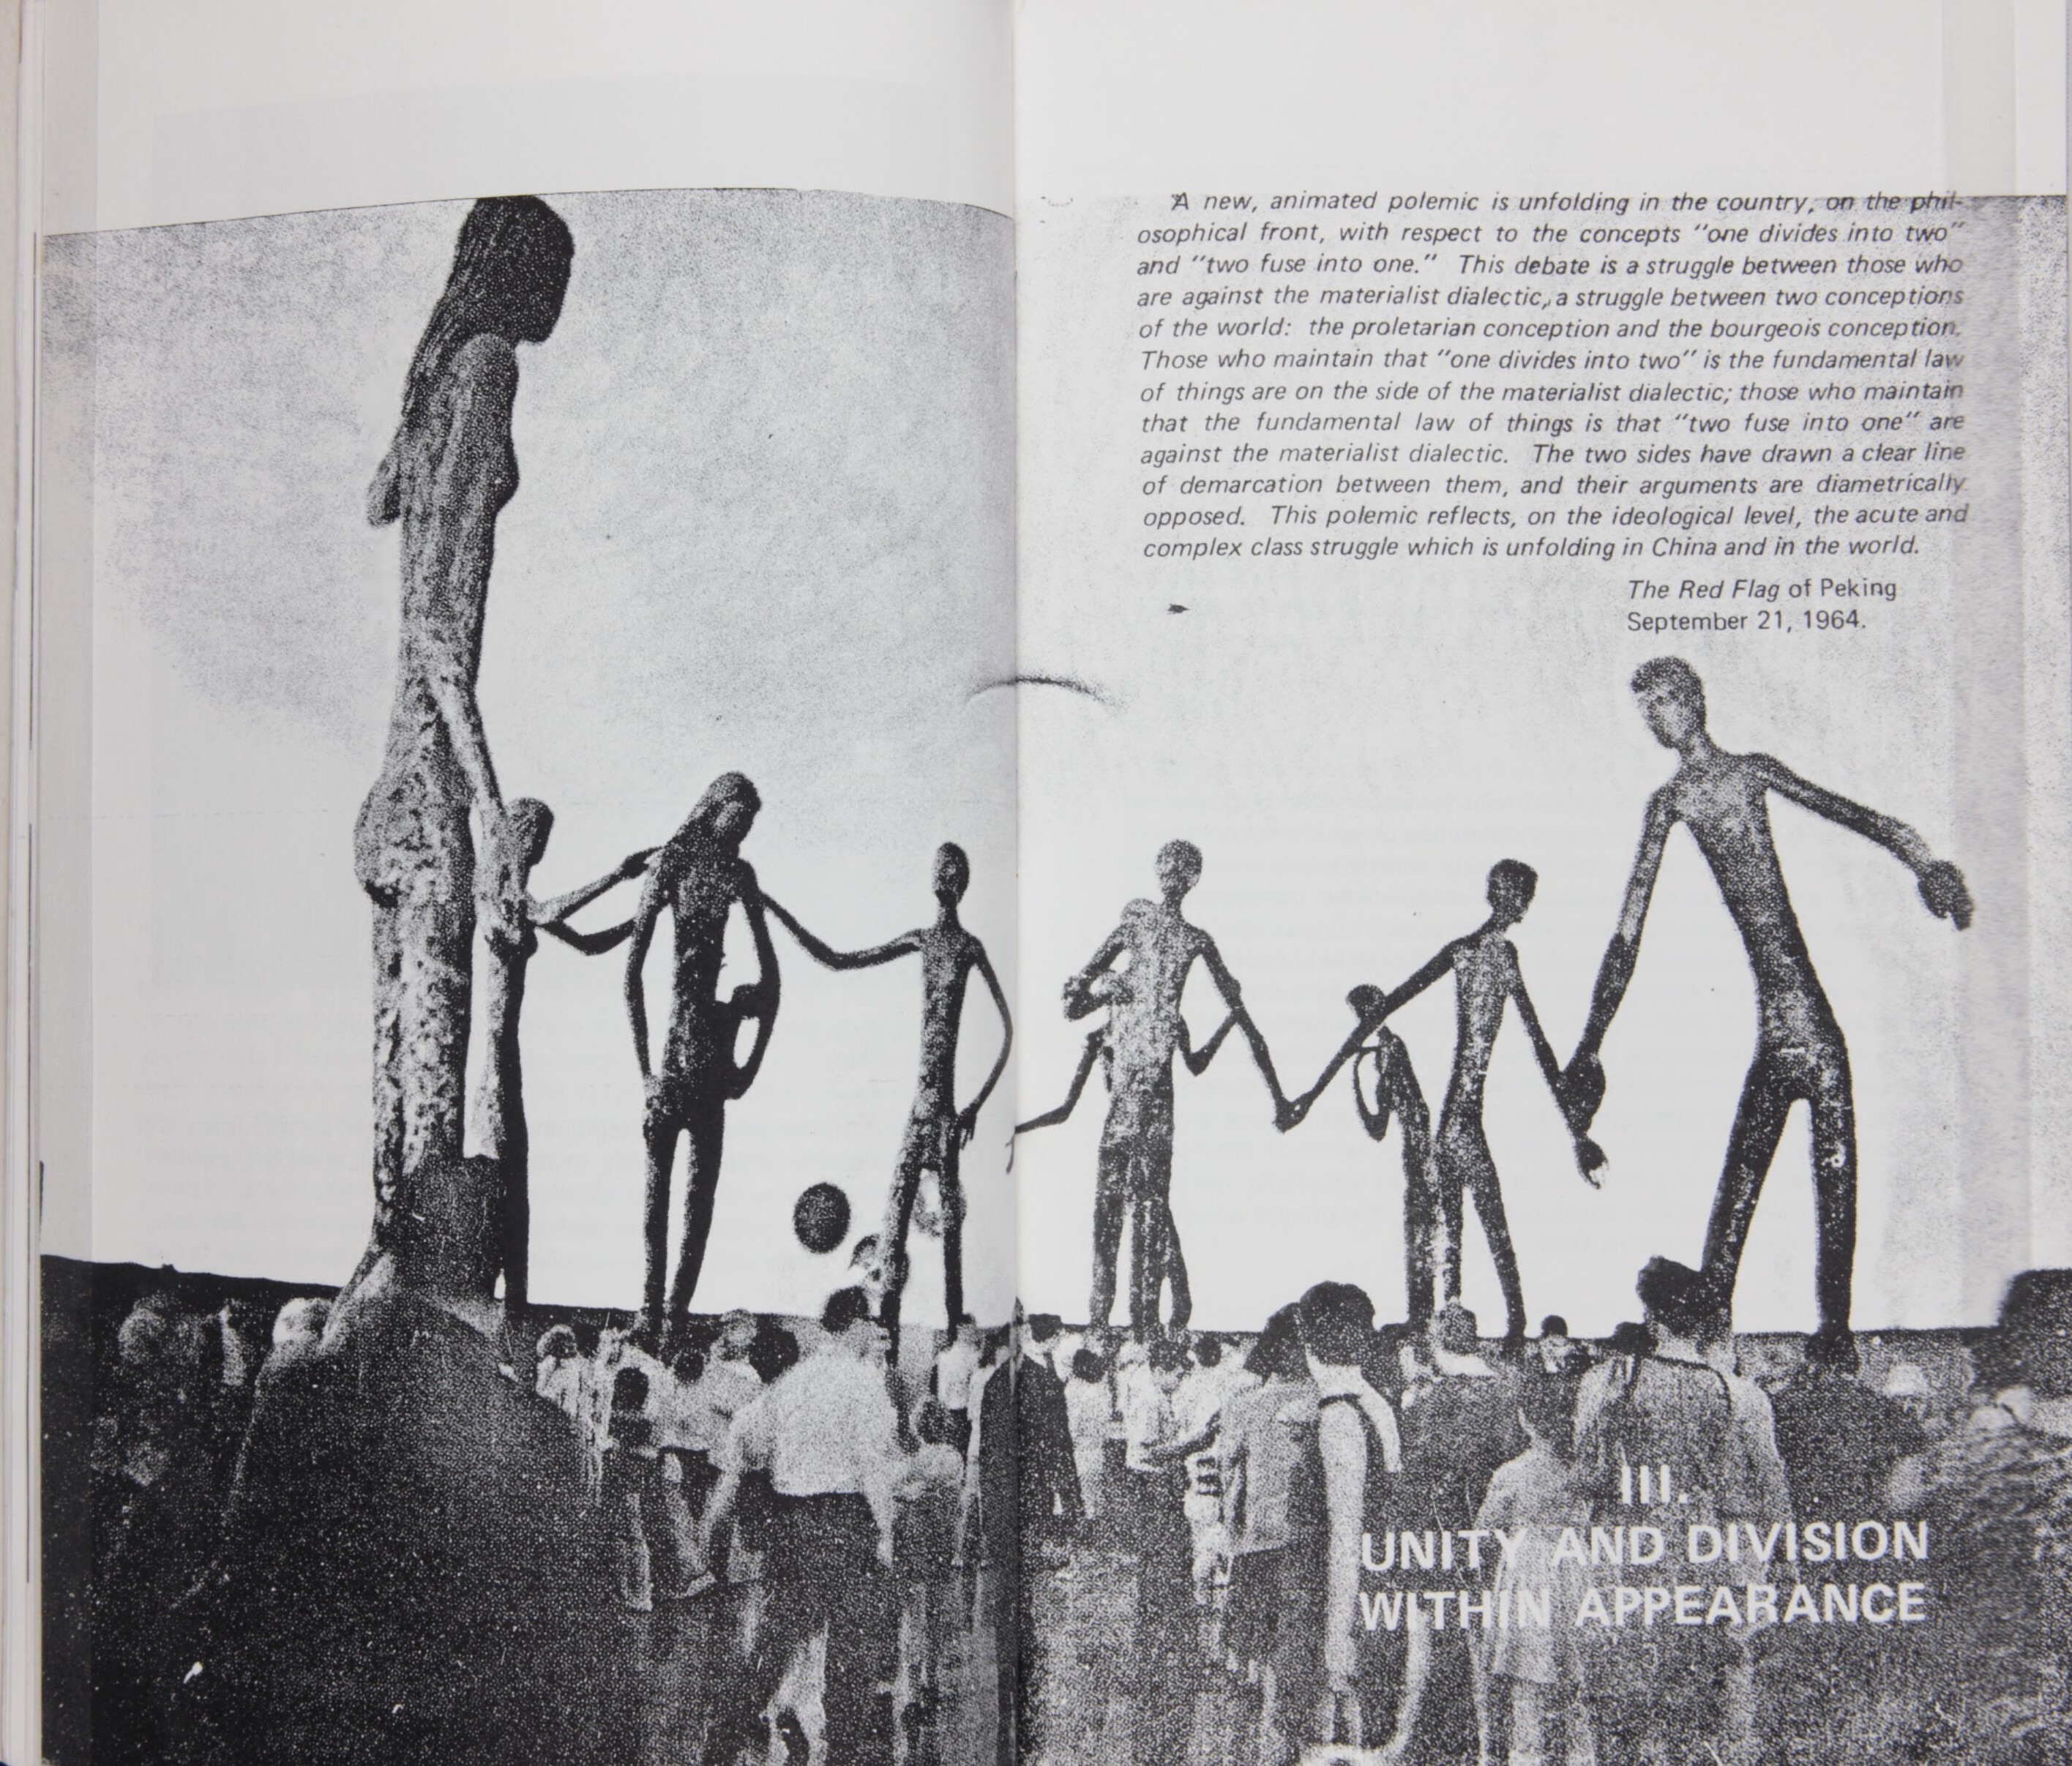 A new, animated polemic is unfolding in the country, on the phil-
osophical front, with respect to the concepts "one divides into two"
and "two fuse into one." This debate is a struggle between those who
are against the materialist dialectic, a struggle between two conceptions
of the world: the proletarian conception and the bourgeois conception.
Those who maintain that "one divides into two" is the fundamental law
of things are on the side of the materialist dialectic; those who maintain
that the fundamental law of things is that "two fuse into one" are
against the materialist dialectic. The two sides have drawn a clear line
of demarcation between them, and their arguments are diametrically
opposed. This polemic reflects, on the ideological level, the acute and
complex class struggle which is unfolding in China and in the world.
The Red Flag of Peking
September 21, 1964.
III.
UNITY AND DIVISION
WITHIN APPEARANCE